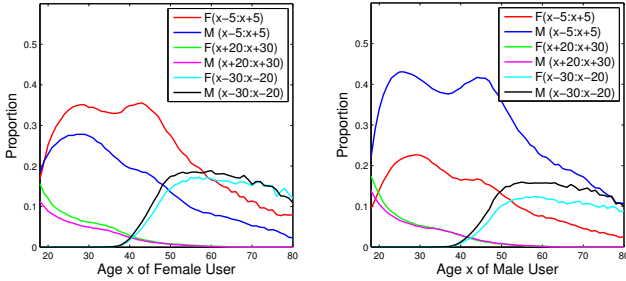 F(x−5:x+5)
M (x−5:x+5)
F(x+20:x+30)
M (x+20:x+30)
F(x−30:x−20)
M (x−30:x−20)
0.5
0.4
0.3
0.2
0.1
0
Proportion
20 30 40 50 60 70 80
Age x of Female User
F(x−5:x+5)
M (x−5:x+5)
F(x+20:x+30)
M (x+20:x+30)
F(x−30:x−20)
M (x−30:x−20)
0.5
0.4
0.3
0.2
0.1
0
Proportion
20 30 40 50 60 70 80
Age x of Male User